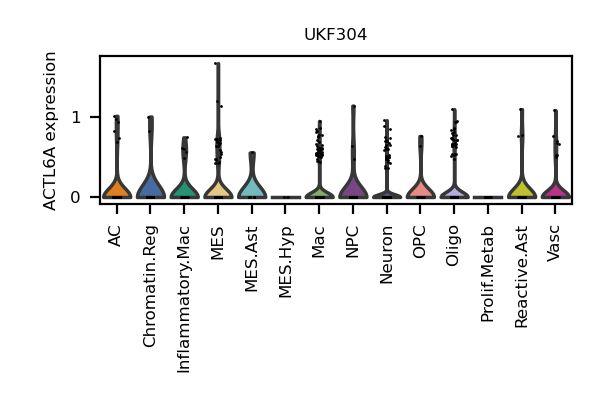 UKF304
ACTL6A expression
1
0
AC
Chromatin.Reg
Inflammatory.Mac
MES
MES.Ast
MES.Hyp
Mac
NPC
Neuron
OPC
Oligo
Prolif.Metab
Reactive.Ast
Vasc